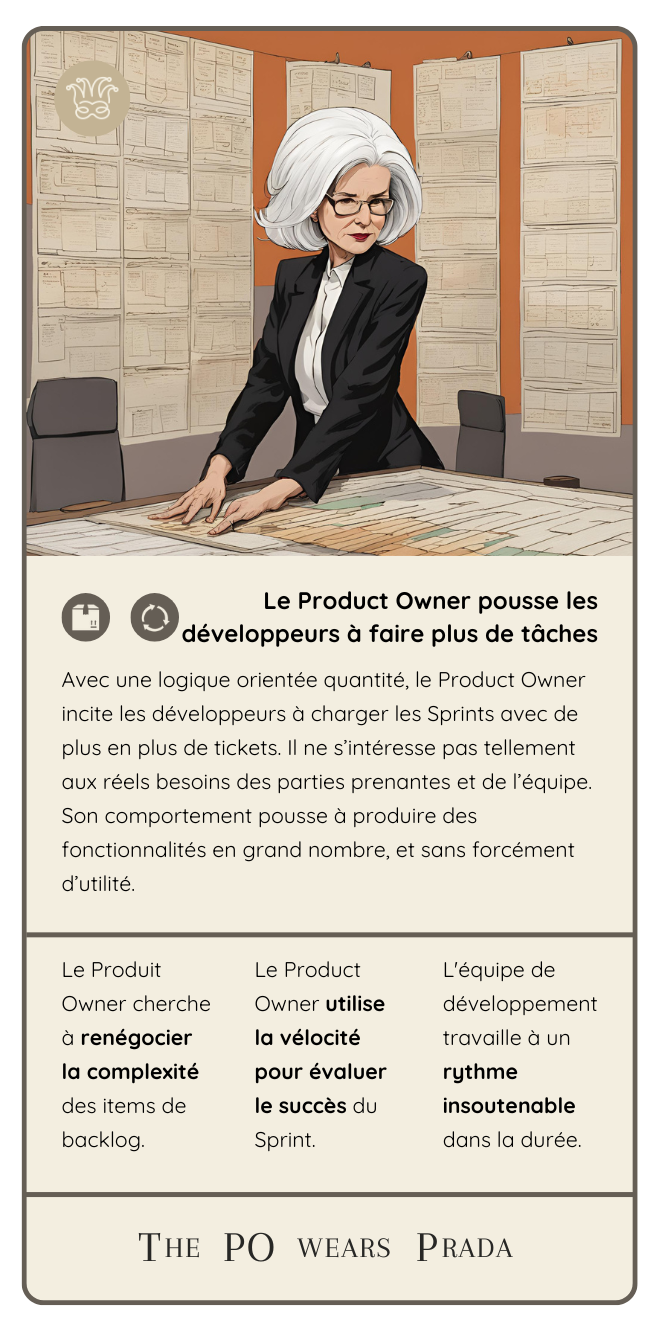 Le Product Owner pousse les
développeurs à faire plus de tâches
Avec une logique orientée quantité, le Product Owner
incite les développeurs à charger les Sprints avec de
plus en plus de tickets. Il ne s’intéresse pas tellement
aux réels besoins des parties prenantes et de l’équipe.
Son comportement pousse à produire des
fonctionnalités en grand nombre, et sans forcément
d’utilité.
Le Produit
Owner cherche
à renégocier
la complexité
des items de
backlog.
Le Product
Owner utilise
la vélocité
pour évaluer
le succès du
Sprint.
L'équipe de
développement
travaille à un
rythme
insoutenable
dans la durée.
The PO wears Prada